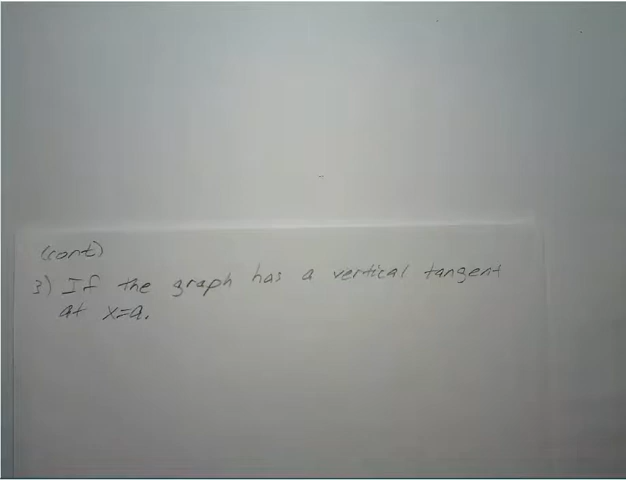 (cont)
3) If the graph has a vertical tangent
at x=a.